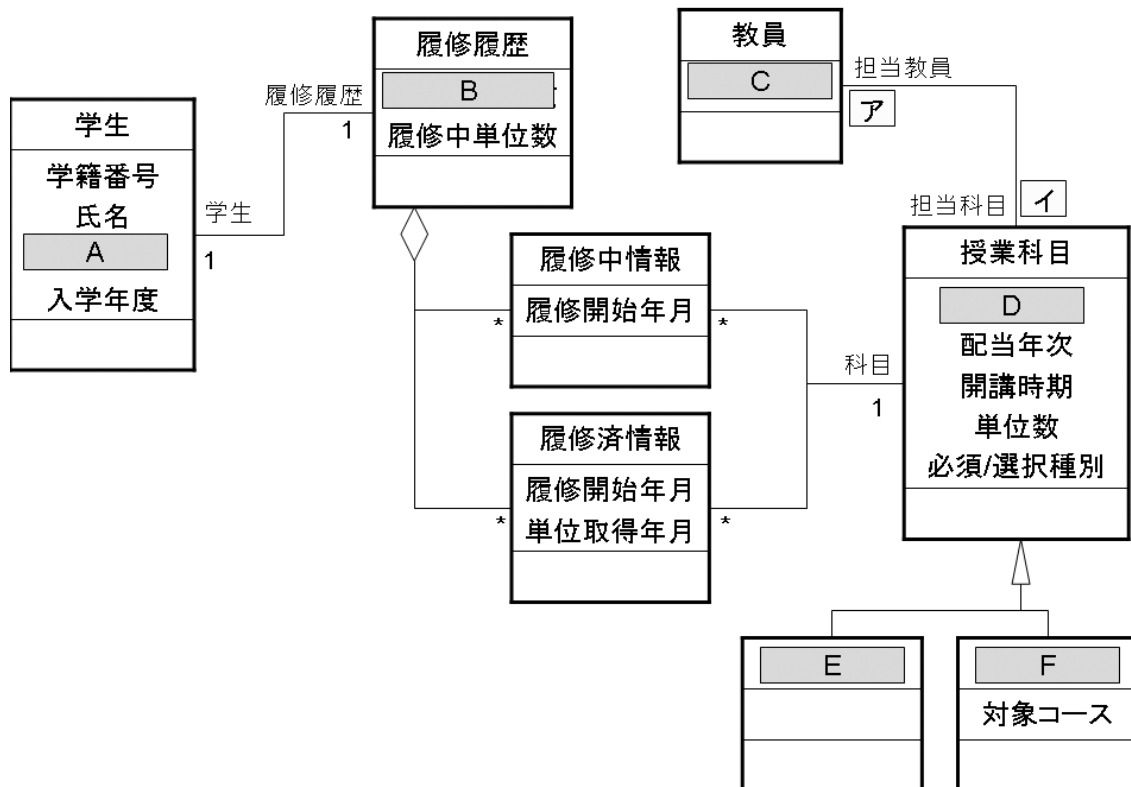 履修履歴
B
履修中単位数
教員
C
担当教員
ア
履修履歴
1
学生
学籍番号
氏名
A
入学年度
学生
1
担当科目
イ
授業科目
D
配当年次
開講時期
単位数
必須/選択種別
履修中情報
履修開始年月
*
*
科目
1
履修済情報
履修開始年月
単位取得年月
*
*
E
F
対象コース